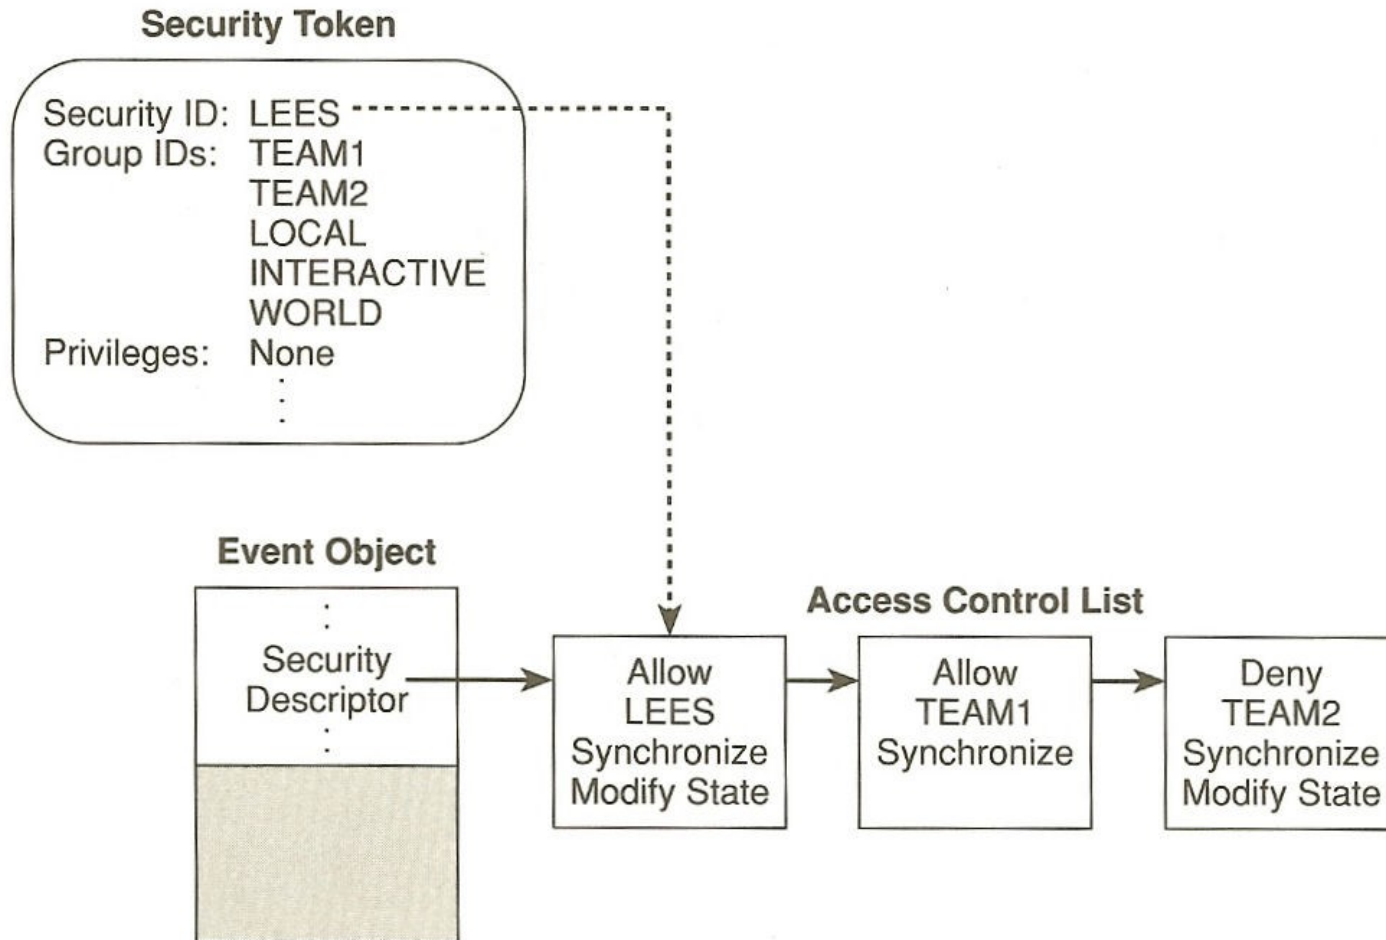 Security Token
Security ID: LEES
Group IDs: TEAM1
TEAM2
LOCAL
INTERACTIVE
WORLD
Privileges: None
Event Object
Security
Descriptor
Access Control List
Allow
LEES
Synchronize
Modify State
Allow
TEAM1
Synchronize
Deny
TEAM2
Synchronize
Modify State